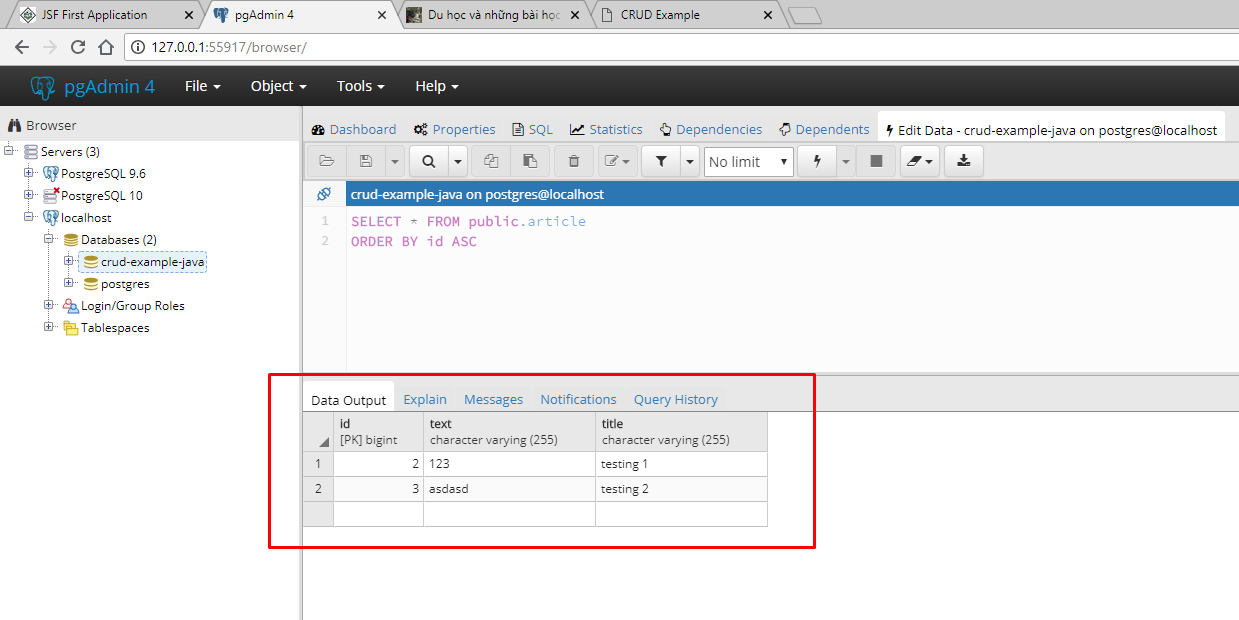 JSF First Application
pgAdmin 4
Du học và những bài học
CRUD Example
127.0.0.1:55917/browser/
pgAdmin 4 File Object Tools Help
Browser
Dashboard Properties SQL Statistics Dependencies Dependents Edit Data - crud-example-java on postgres@localhost
Servers (3)
PostgreSQL 9.6
PostgreSQL 10
localhost
Databases (2)
crud-example-java
postgres
Login/Group Roles
Tablespaces
No limit
crud-example-java on postgres@localhost
1 SELECT * FROM public.article
2 ORDER BY id ASC
Data Output Explain Messages Notifications Query History
id text title
[PK] bigint character varying (255) character varying (255)
1 2 123 testing 1
2 3 asdasd testing 2